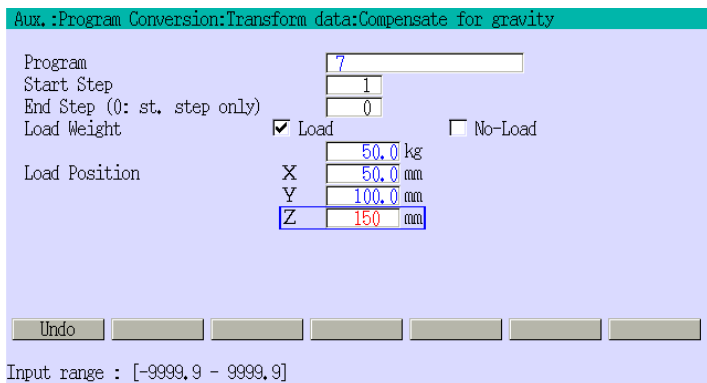 Aux.:Program Conversion:Transform data:Compensate for gravity
Program 7
Start Step 1
End Step (0: st. step only) 0
Load Weight Load No-Load
50.0 kg
Load Position X 50.0 mm
Y 100.0 mm
Z 150 mm
Undo
Input range : [-9999.9 - 9999.9]